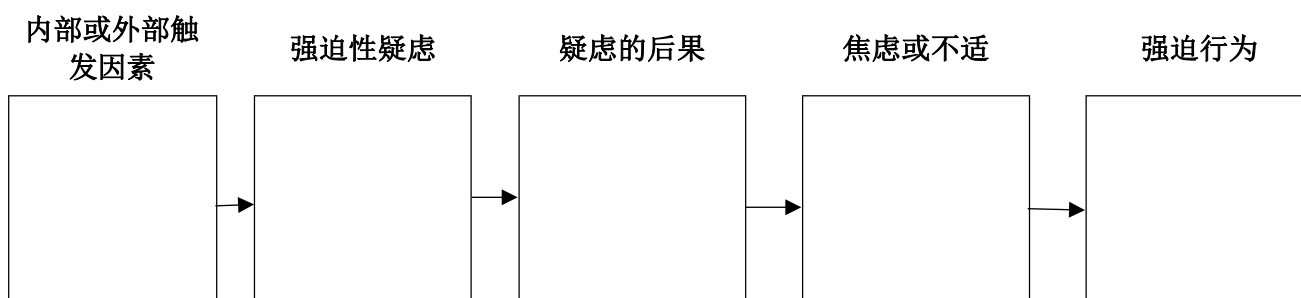 内部或外部触
发因素
强迫性疑虑
疑虑的后果
焦虑或不适
强迫行为